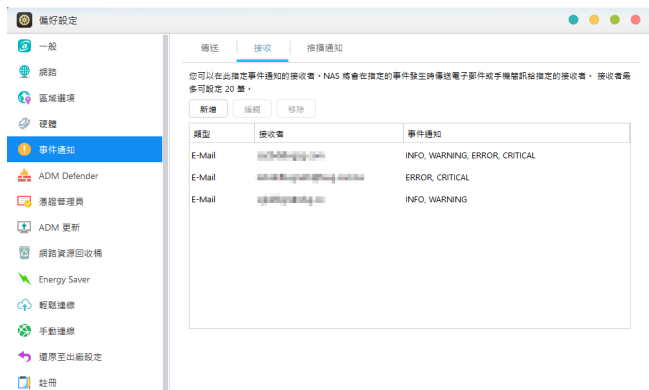 偏好設定
一般
網路
區域選項
硬體
事件通知
ADM Defender
憑證管理員
ADM 更新
網路資源回收桶
Energy Saver
輕鬆連線
手動連線
還原至出廠設定
註冊
傳送
接收
推播通知
您可以在此指定事件通知的接收者。NAS 將會在指定的事件發生時傳送電子郵件或手機簡訊給指定的接收者。 接收者最
多可設定 20 筆。
新增
編輯
移除
類型 接收者 事件通知
E-Mail INFO, WARNING, ERROR, CRITICAL
E-Mail ERROR, CRITICAL
E-Mail INFO, WARNING